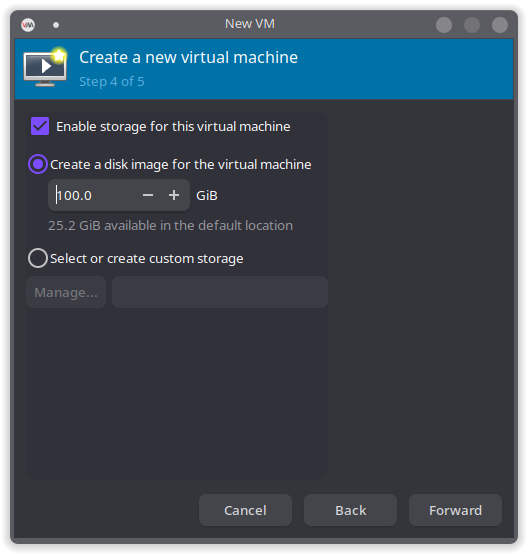 New VM
Create a new virtual machine
Step 4 of 5
Enable storage for this virtual machine
Create a disk image for the virtual machine
100.0 − + GiB
25.2 GiB available in the default location
Select or create custom storage
Manage...
Cancel Back Forward